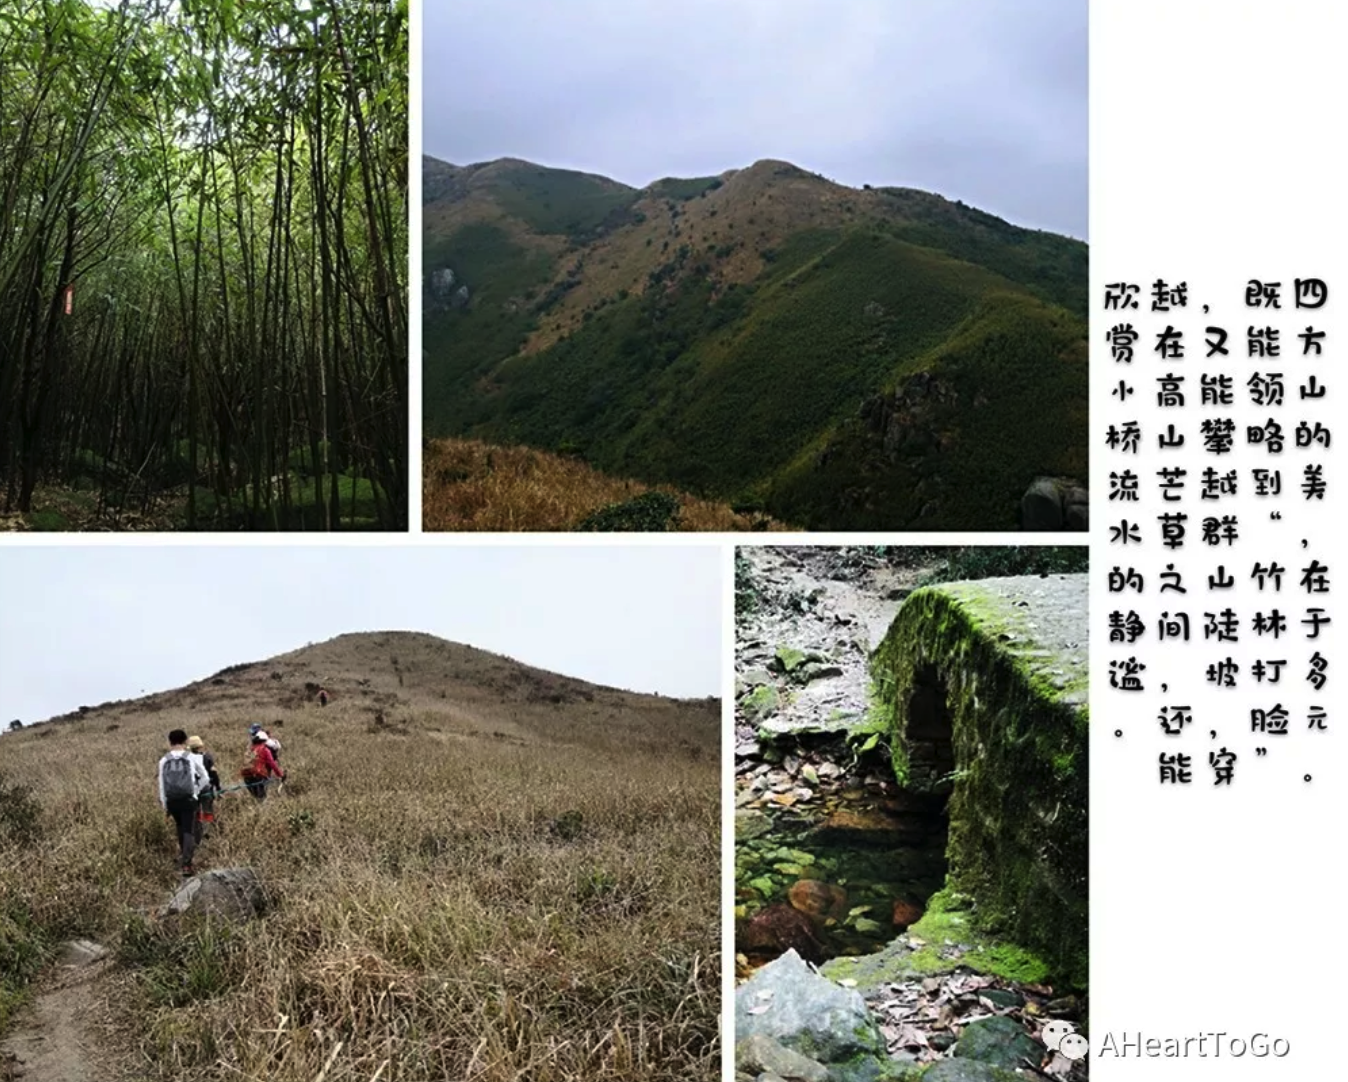 四方山的美，在于多元。
既能领略到“竹林打脸”
，又能攀越群山陡坡，穿
越在高山芒草之间，还能
欣赏小桥流水的静谧。
AHeartToGo